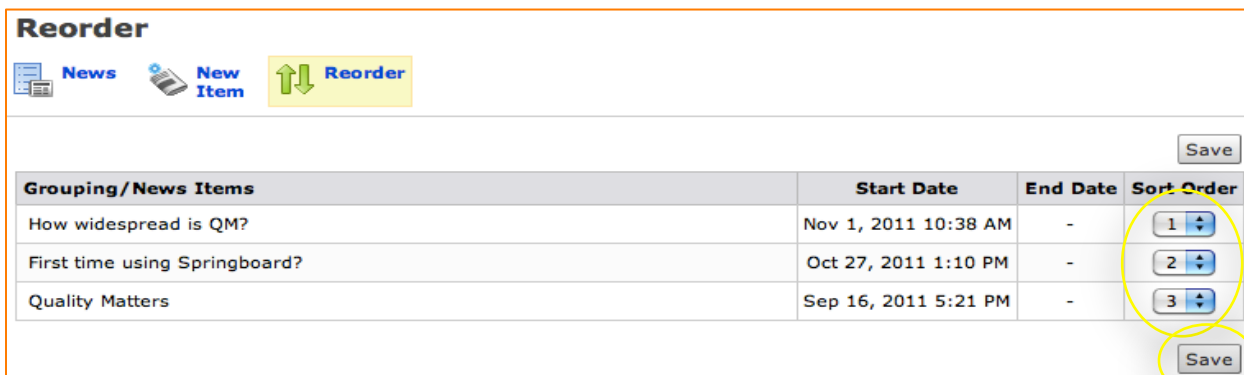 Reorder
News New Item Reorder
Save
Grouping/News Items Start Date End Date Sort Order
How widespread is QM? Nov 1, 2011 10:38 AM - 1
First time using Springboard? Oct 27, 2011 1:10 PM - 2
Quality Matters Sep 16, 2011 5:21 PM - 3
Save